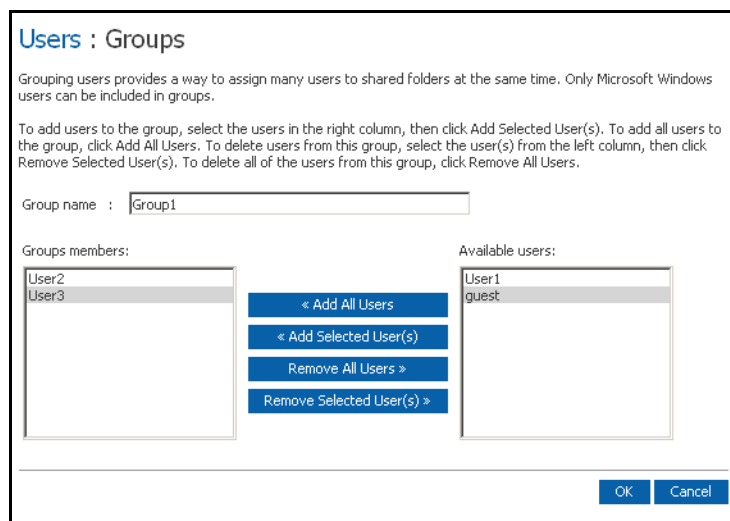 Users : Groups
Grouping users provides a way to assign many users to shared folders at the same time. Only Microsoft Windows
users can be included in groups.
To add users to the group, select the users in the right column, then click Add Selected User(s). To add all users to
the group, click Add All Users. To delete users from this group, select the user(s) from the left column, then click
Remove Selected User(s). To delete all of the users from this group, click Remove All Users.
Group name : Group1
Groups members:
User2
User3
« Add All Users
« Add Selected User(s)
Remove All Users »
Remove Selected User(s) »
Available users:
User1
guest
OK Cancel